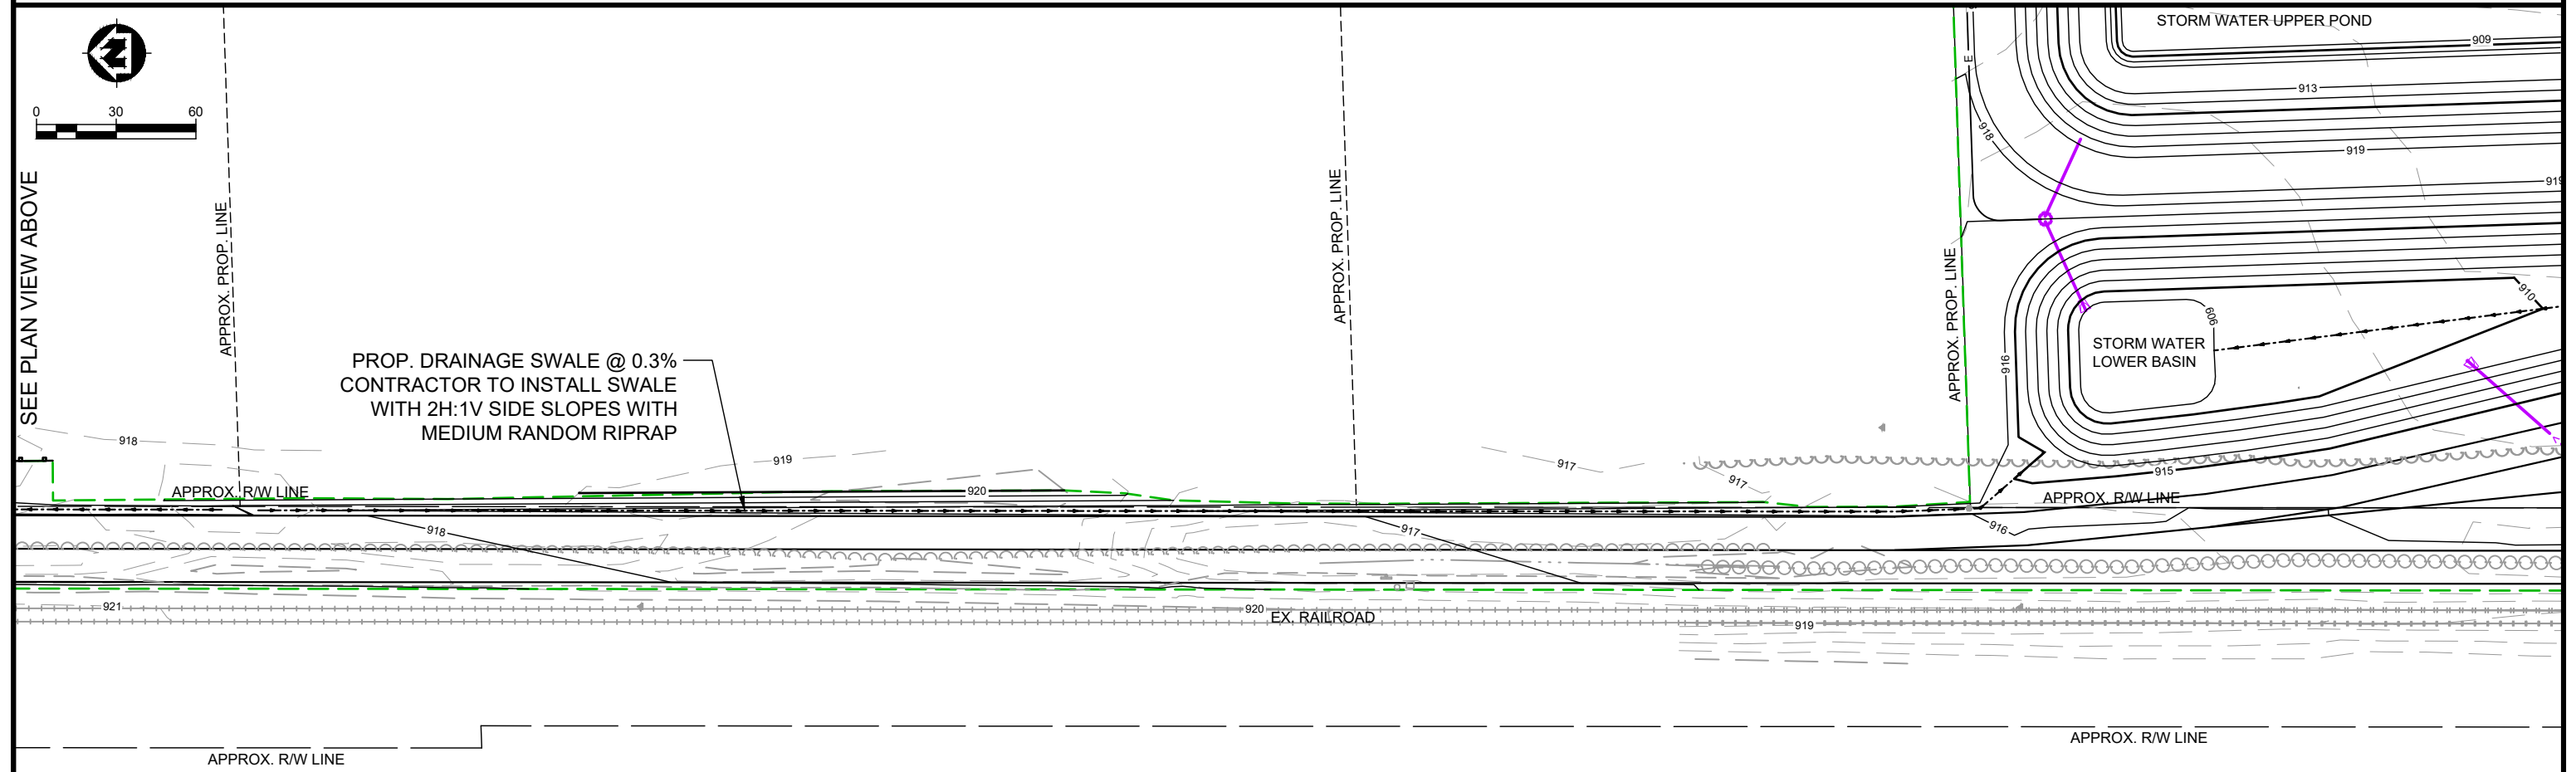 STORM WATER UPPER POND
909
E
N
0 30 60
913
918
919
919
SEE PLAN VIEW ABOVE
APPROX. PROP. LINE
APPROX. PROP. LINE
APPROX. PROP. LINE
910
909
916
STORM WATER
LOWER BASIN
PROP. DRAINAGE SWALE @ 0.3%
CONTRACTOR TO INSTALL SWALE
WITH 2H:1V SIDE SLOPES WITH
MEDIUM RANDOM RIPRAP
918
919
917
917
915
APPROX. R/W LINE
920
APPROX. R/W LINE
918
917
916
921
920
EX. RAILROAD
919
APPROX. R/W LINE
APPROX. R/W LINE